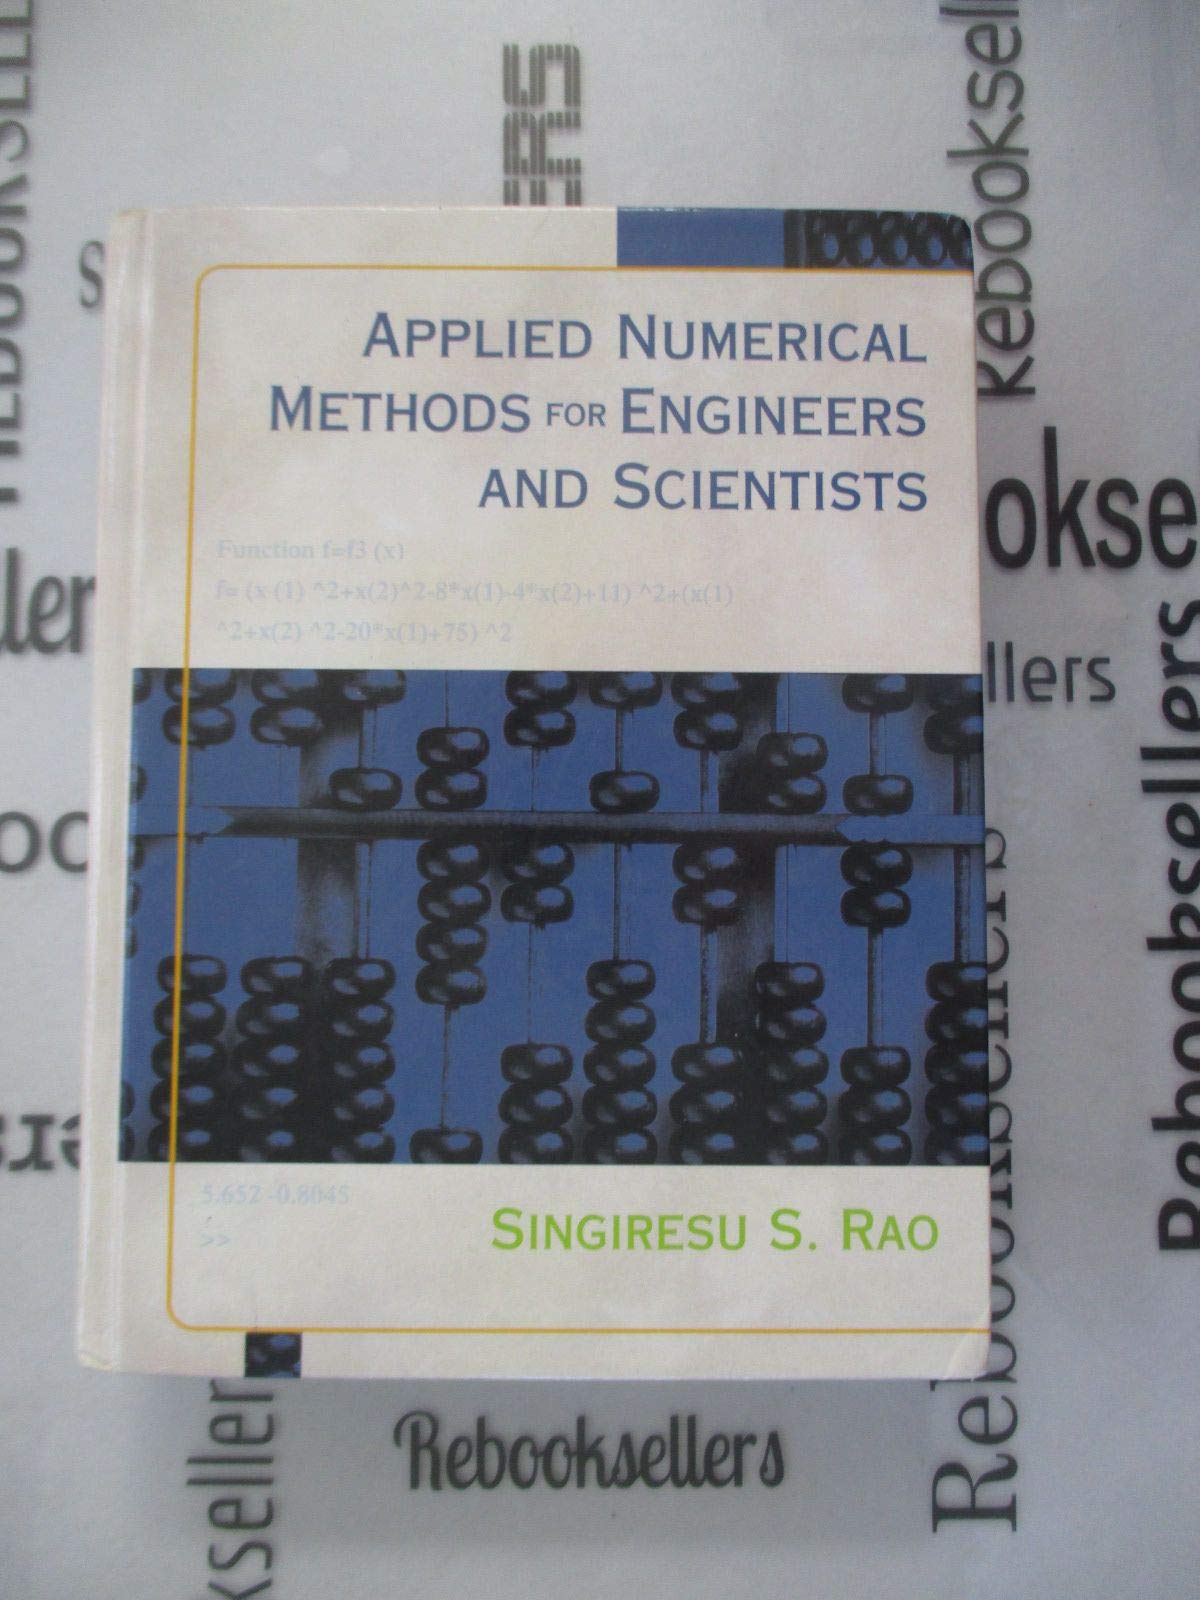 APPLIED NUMERICAL
METHODS FOR ENGINEERS
AND SCIENTISTS
Function f=f3 (x)
f= (x (1) ^2+x(2)^2-8*x(1)-4*x(2)+11) ^2+(x(1)
^2+x(2) ^2-20*x(1)+75) ^2
5.652 -0.8045
>>
SINGIRESU S. RAO
Rebooksellers
Rebooksellers
Rebooksellers
llers